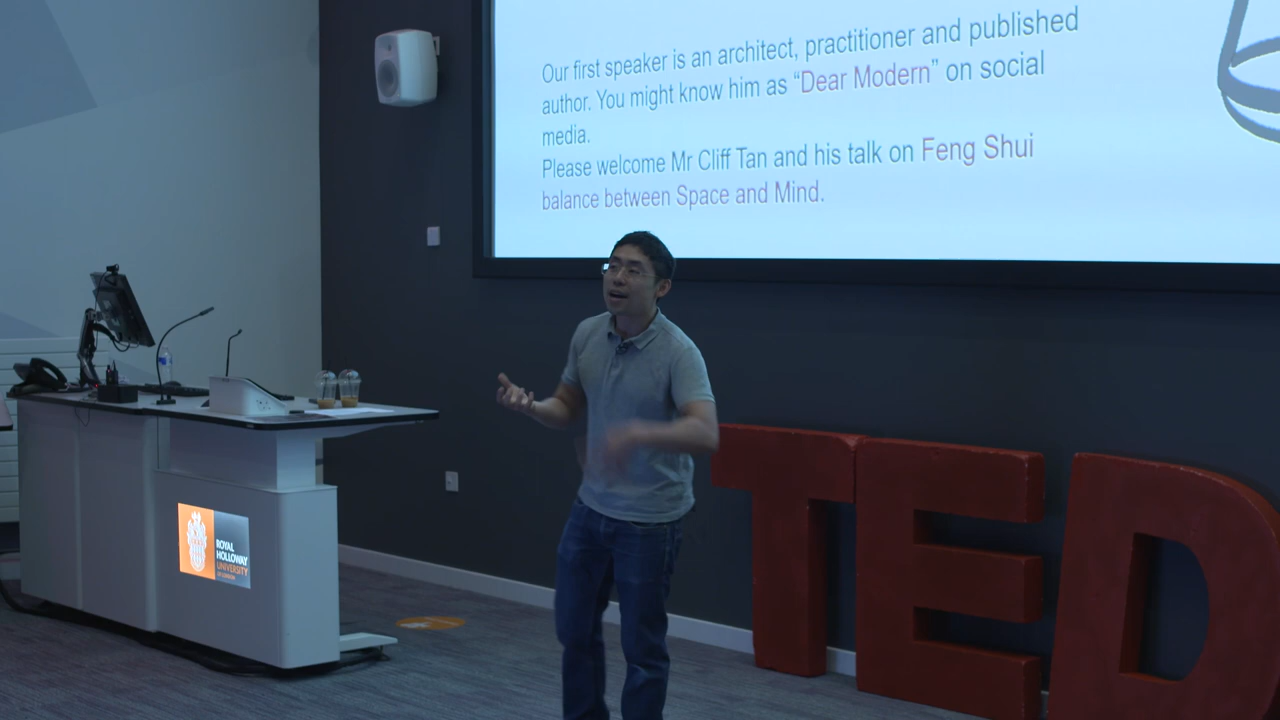 Our first speaker is an architect, practitioner and published
author. You might know him as “Dear Modern” on social
media.
Please welcome Mr Cliff Tan and his talk on Feng Shui
balance between Space and Mind.
TED
ROYAL
HOLLOWAY
UNIVERSITY
OF LONDON